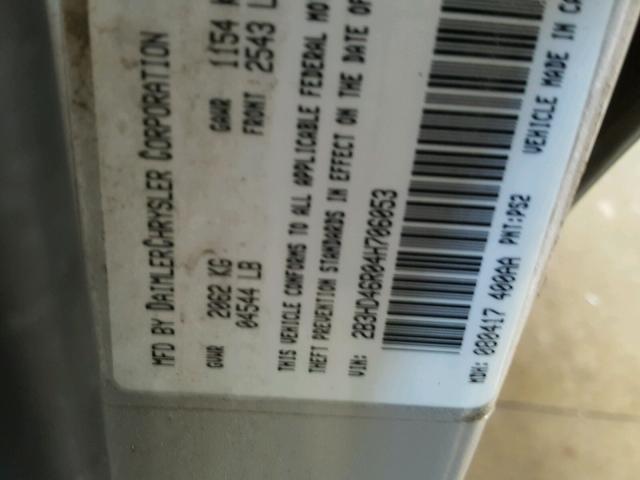 MFD BY DAIMLERCHRYSLER CORPORATION
GVWR 2062 KG GAWR 1154
04544 LB FRONT: 2543 L
THIS VEHICLE CONFORMS TO ALL APPLICABLE FEDERAL MO
THEFT PREVENTION STANDARDS IN EFFECT ON THE DATE OF
VIN: 2B3HD46R04H706053
VEHICLE MADE IN CA
MDH: 080417 400AA PNT:PS2